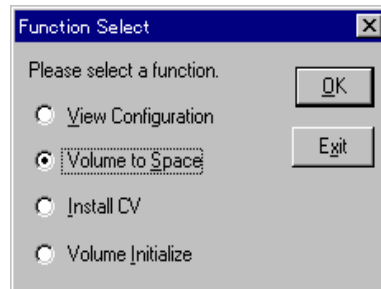 Function Select
Please select a function.
OK
View Configuration
Volume to Space
Exit
Install CV
Volume Initialize